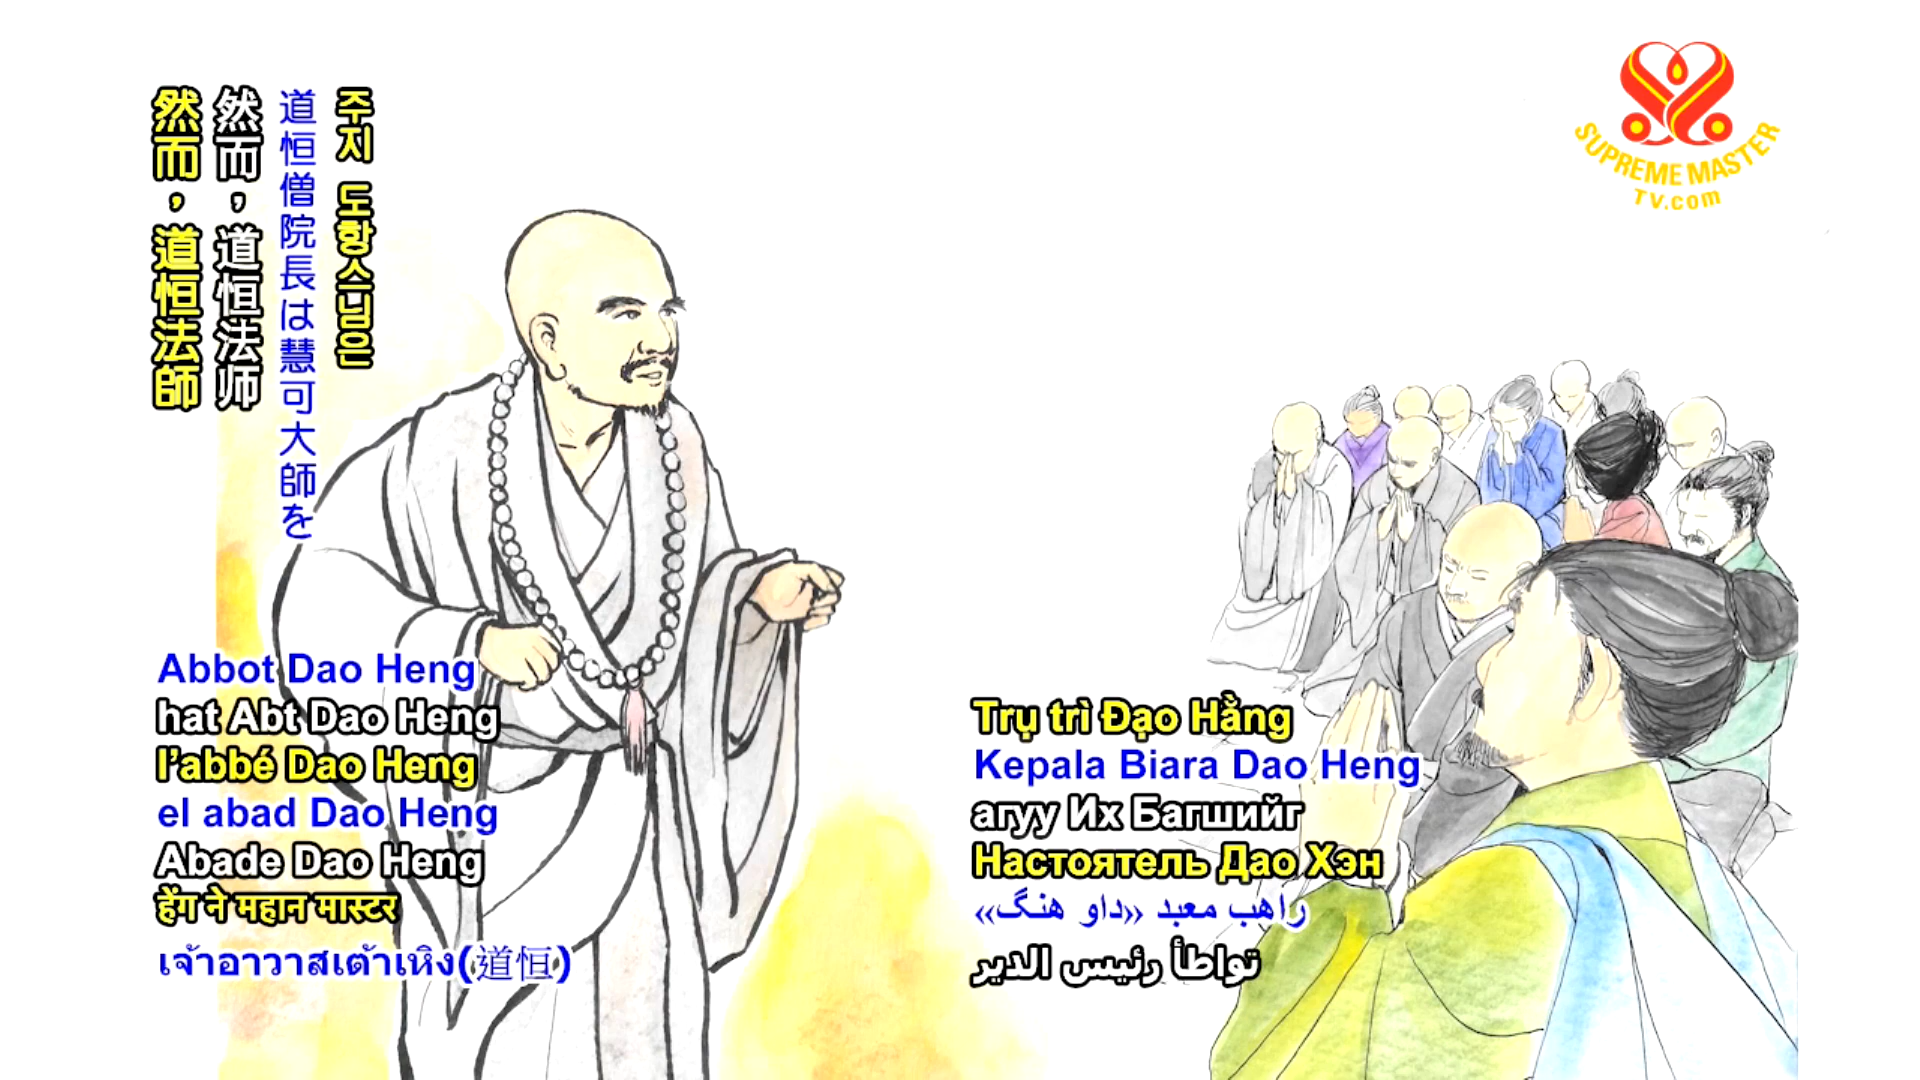 然而，道恒法師
然而，道恒法师
道恒僧院長は慧可大師を
주지 도항스님은
SUPREME MASTER
TV.com
Abbot Dao Heng
hat Abt Dao Heng
l’abbé Dao Heng
el abad Dao Heng
Abade Dao Heng
हेंग ने महान मास्टर
เจ้าอาวาสเต้าเหิง(道恒)
Trụ trì Đạo Hằng
Kepala Biara Dao Heng
агуу Их Багшийг
Настоятель Дао Хэн
راهب معبد «داو هنگ»
تواطأ رئيس الدير